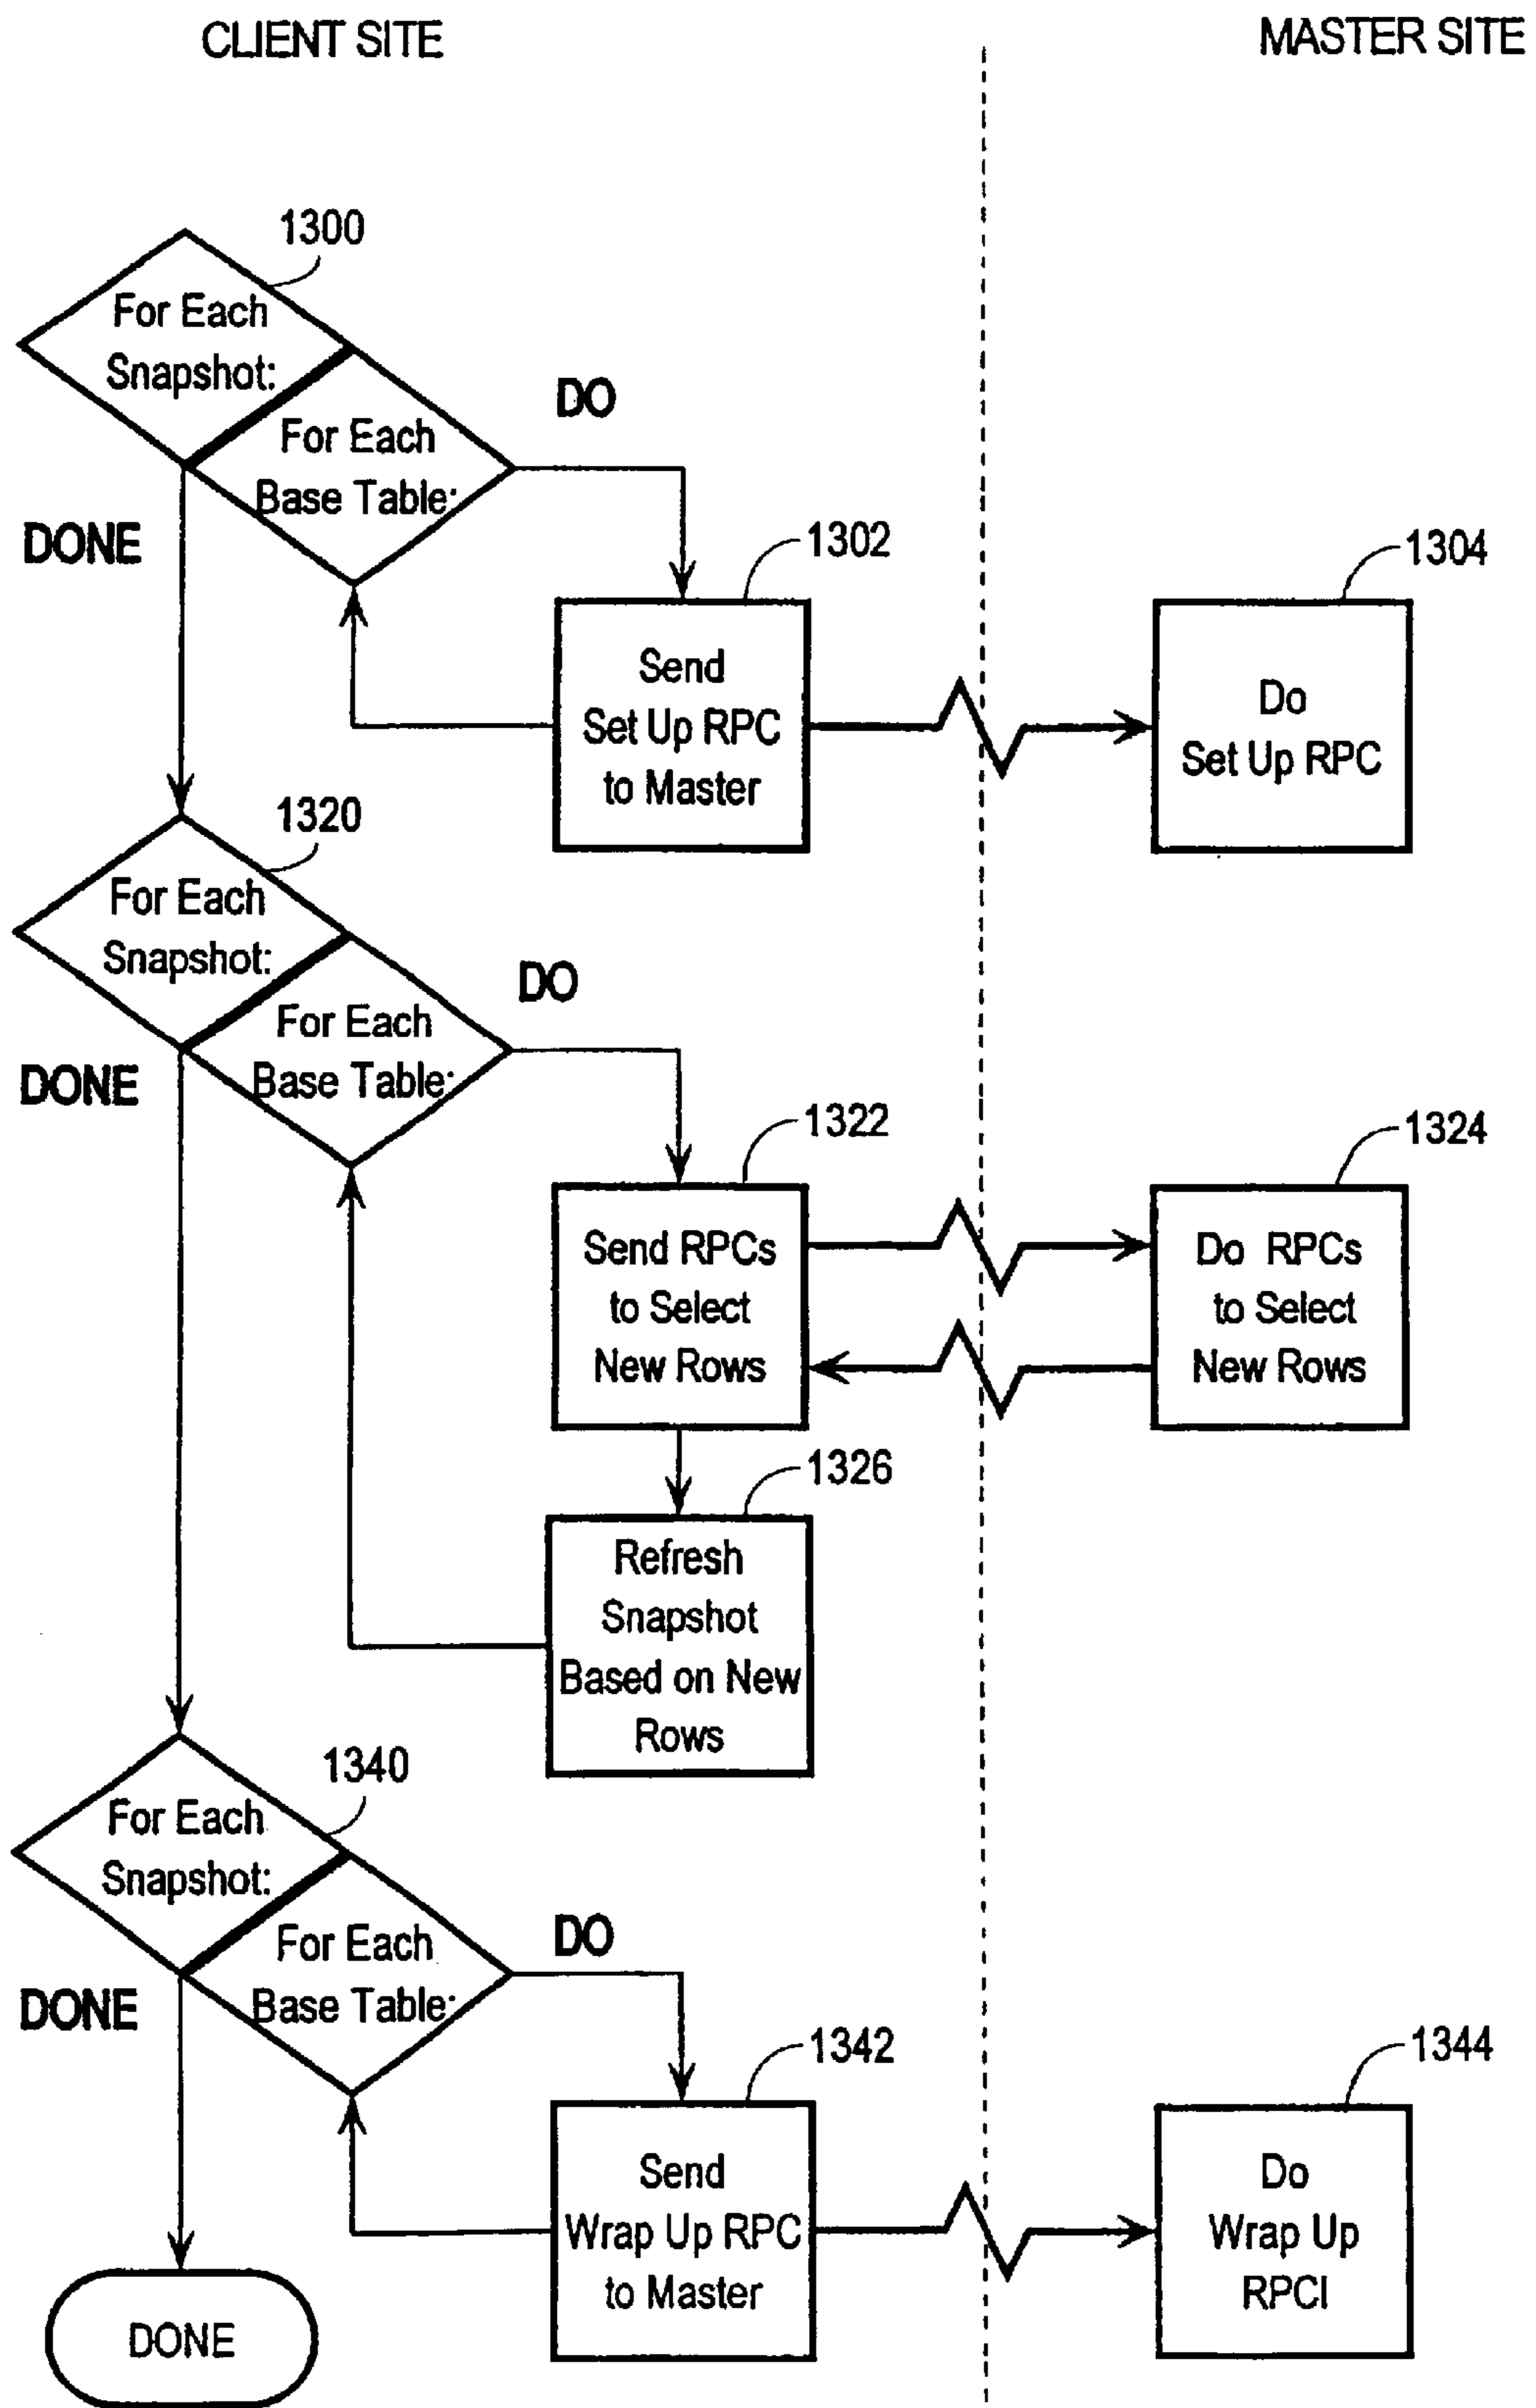 CLIENT SITE
MASTER SITE
1300
For Each
Snapshot:
DO
For Each
Base Table:
DONE
1302
1304
Send
Set Up RPC
to Master
Do
Set Up RPC
1320
For Each
Snapshot:
DO
For Each
Base Table:
DONE
1322
1324
Send RPCs
to Select
New Rows
Do RPCs
to Select
New Rows
1326
Refresh
Snapshot
Based on New
Rows
1340
For Each
Snapshot:
DO
For Each
Base Table:
DONE
1342
1344
Send
Wrap Up RPC
to Master
Do
Wrap Up
RPCI
DONE